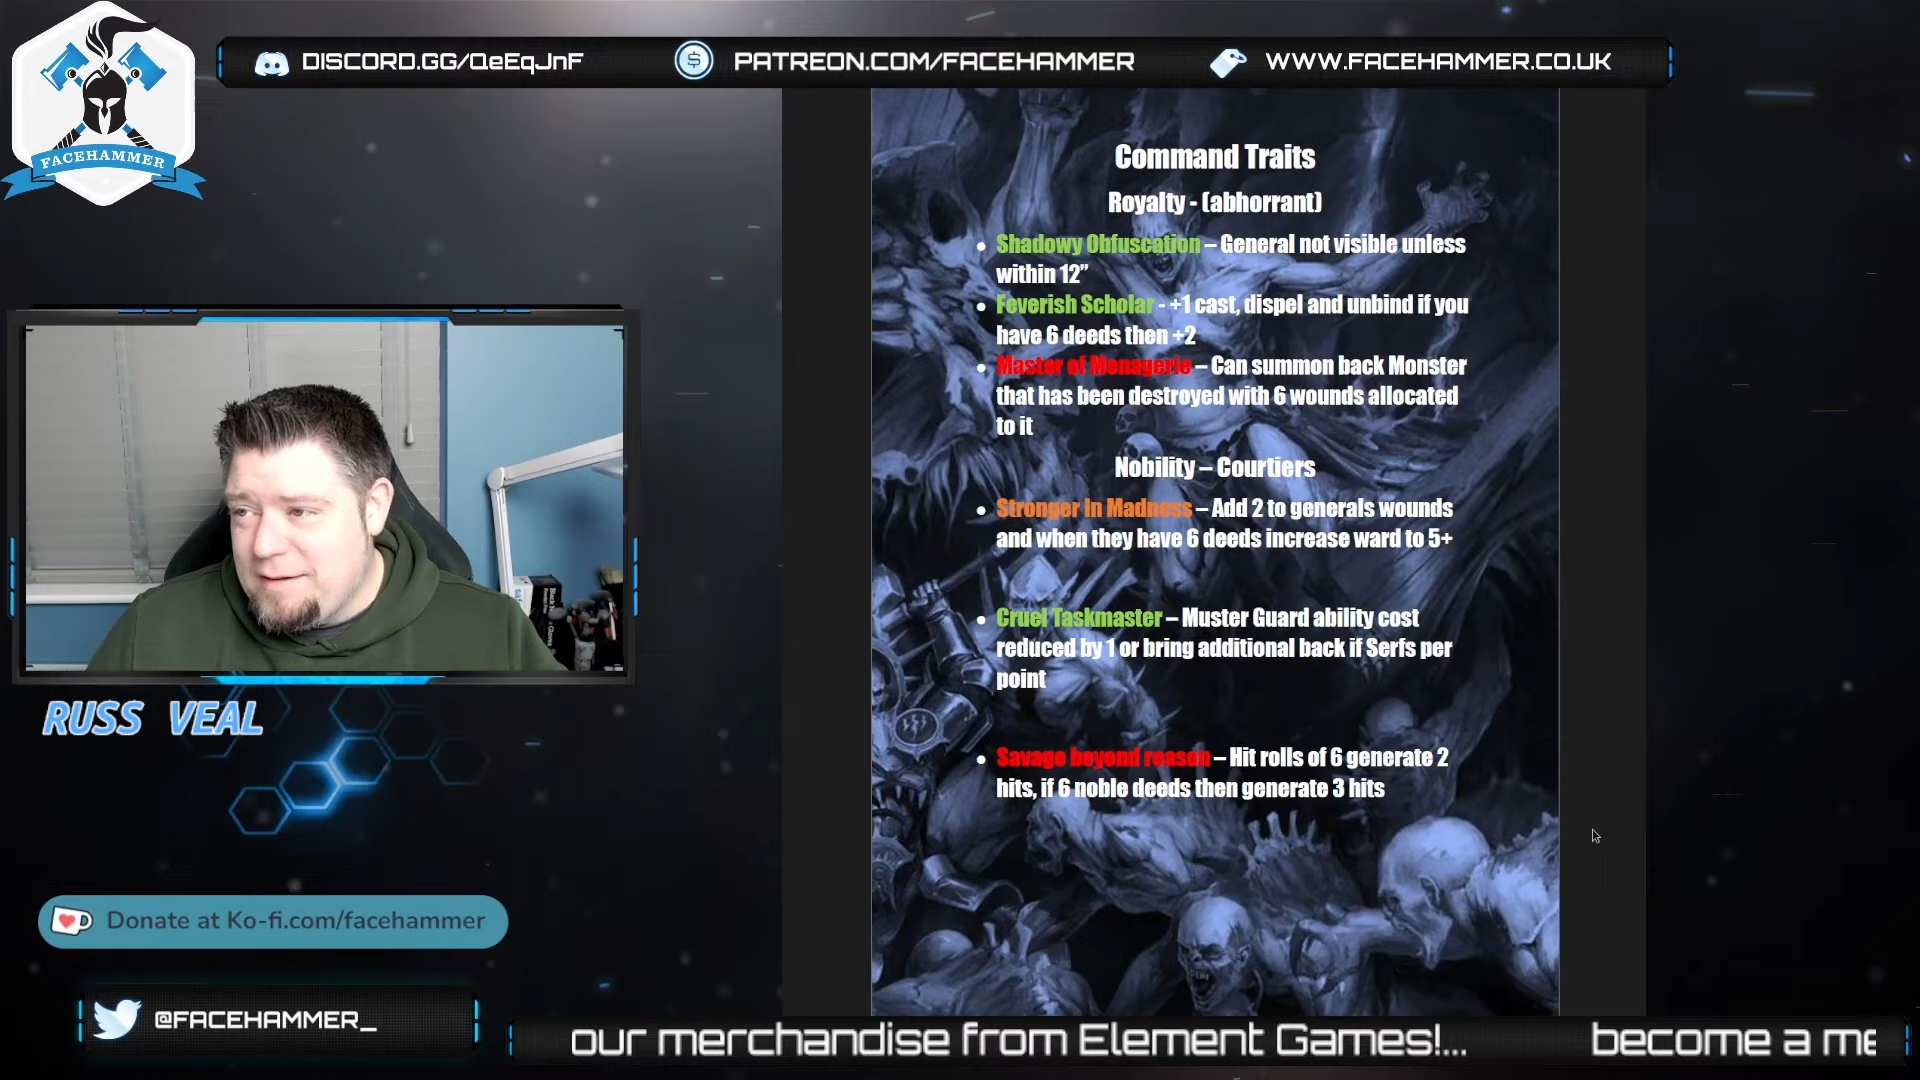 DISCORD.GG/QeEqJnF
PATREON.COM/FACEHAMMER
WWW.FACEHAMMER.CO.UK
FACEHAMMER
Command Traits
Royalty - (abhorrant)
Shadowy Obfuscation – General not visible unless
within 12”
Feverish Scholar - +1 cast, dispel and unbind if you
have 6 deeds then +2
Master of Menagerie – Can summon back Monster
that has been destroyed with 6 wounds allocated
to it
Nobility – Courtiers
Stronger In Madness – Add 2 to generals wounds
and when they have 6 deeds increase ward to 5+
Cruel Taskmaster – Muster Guard ability cost
reduced by 1 or bring additional back if Serfs per
point
Savage beyond reason – Hit rolls of 6 generate 2
hits, if 6 noble deeds then generate 3 hits
RUSS VEAL
Donate at Ko-fi.com/facehammer
@FACEHAMMER_
our merchandise from Element Games!...
become a me